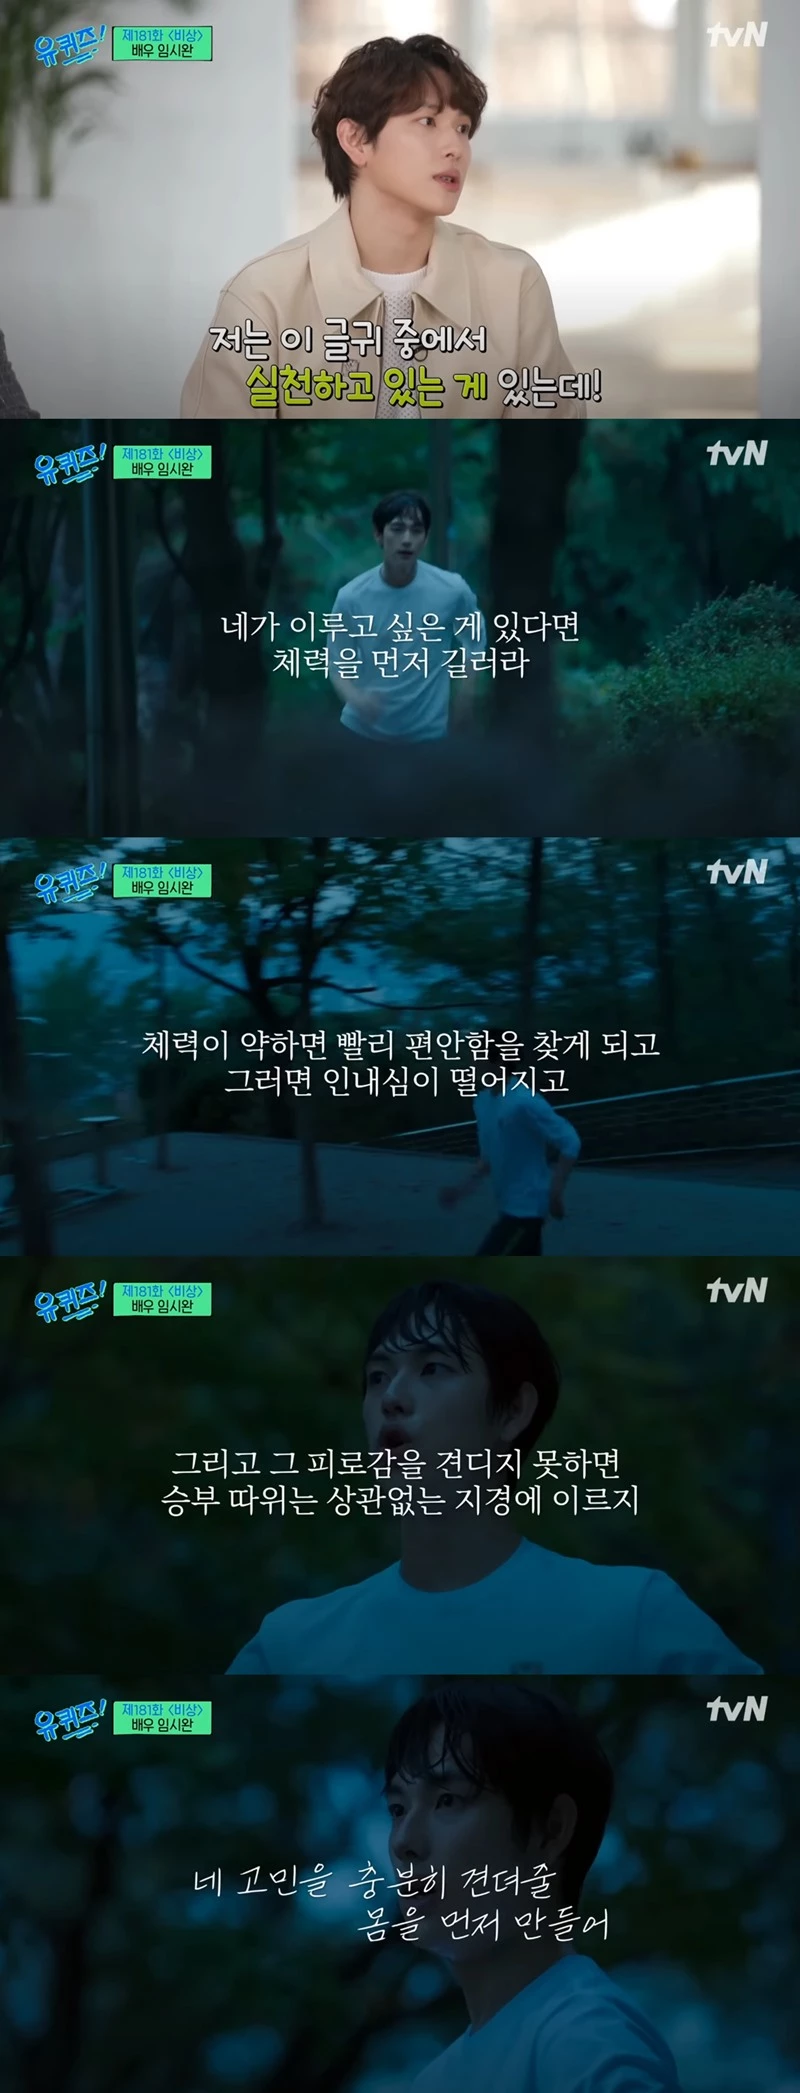 유퀴즈!
제181화 <비상>
배우 임시완
tvN
저는 이 글귀 중에서
실천하고 있는 게 있는데!
유퀴즈!
제181화 <비상>
배우 임시완
tvN
네가 이루고 싶은 게 있다면
체력을 먼저 길러라
유퀴즈!
제181화 <비상>
배우 임시완
tvN
체력이 약하면 빨리 편안함을 찾게 되고
그러면 인내심이 떨어지고
유퀴즈!
제181화 <비상>
배우 임시완
tvN
그리고 그 피로감을 견디지 못하면
승부 따위는 상관없는 지경에 이르지
유퀴즈!
제181화 <비상>
배우 임시완
tvN
네 고민을 충분히 견뎌줄
몸을 먼저 만들어